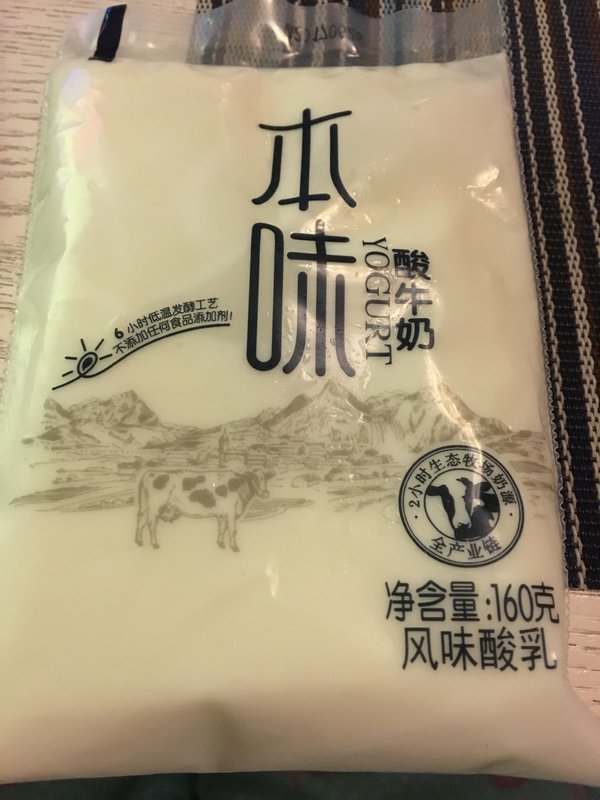 本味
酸牛奶
YOGURT
6 小时低温发酵工艺
不添加任何食品添加剂!
·2小时生态牧场奶源·
全产业链
净含量:160克
风味酸乳